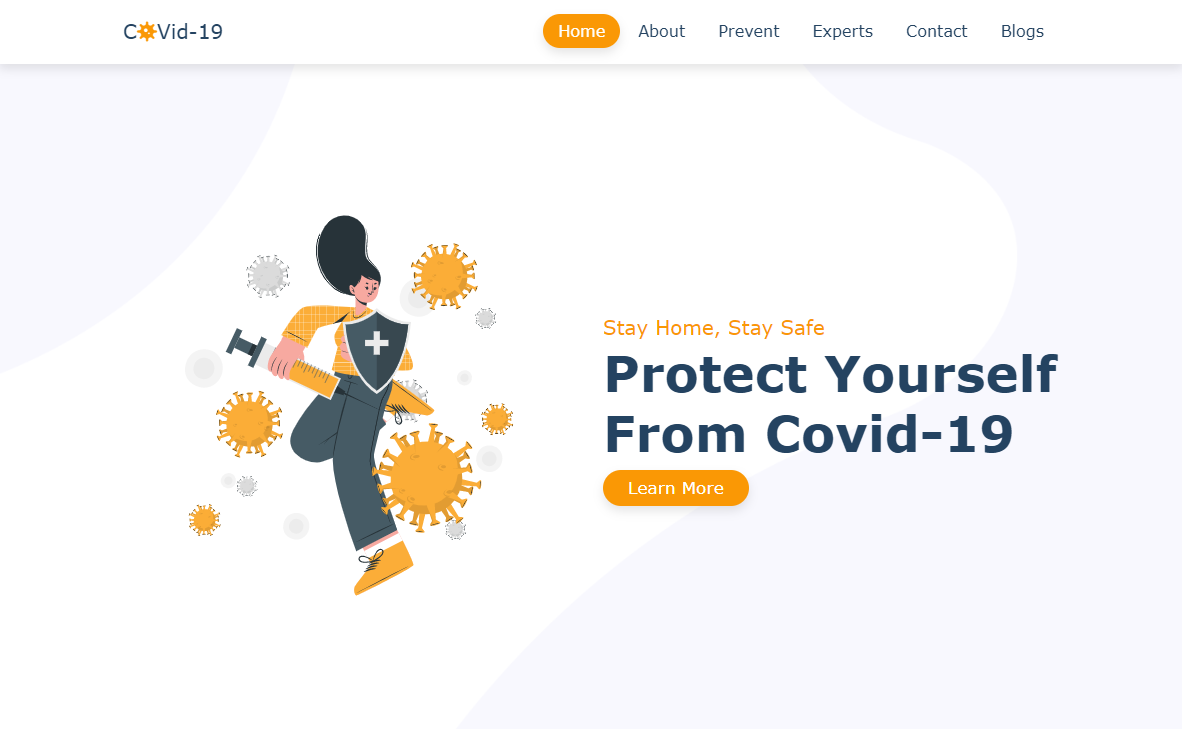 COVid-19
Home About Prevent Experts Contact Blogs
Stay Home, Stay Safe
Protect Yourself
From Covid-19
Learn More